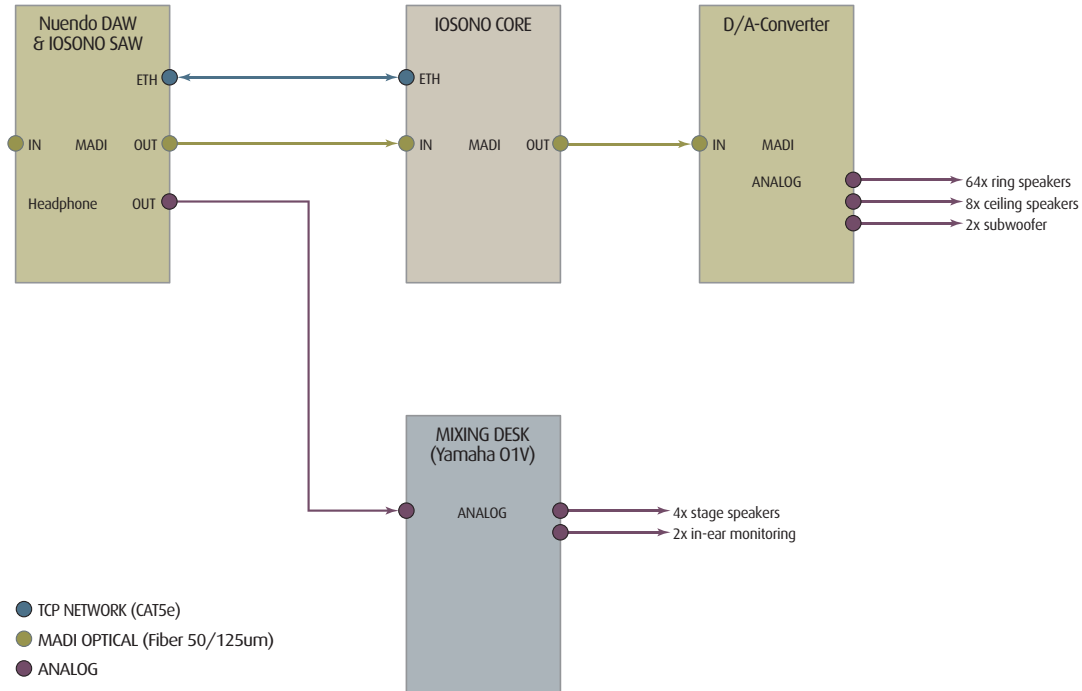 Nuendo DAW
& IOSONO SAW
ETH
IN MADI OUT
Headphone OUT
IOSONO CORE
ETH
IN MADI OUT
D/A-Converter
IN MADI
ANALOG
64x ring speakers
8x ceiling speakers
2x subwoofer
MIXING DESK
(Yamaha O1V)
ANALOG
4x stage speakers
2x in-ear monitoring
TCP NETWORK (CAT5e)
MADI OPTICAL (Fiber 50/125um)
ANALOG